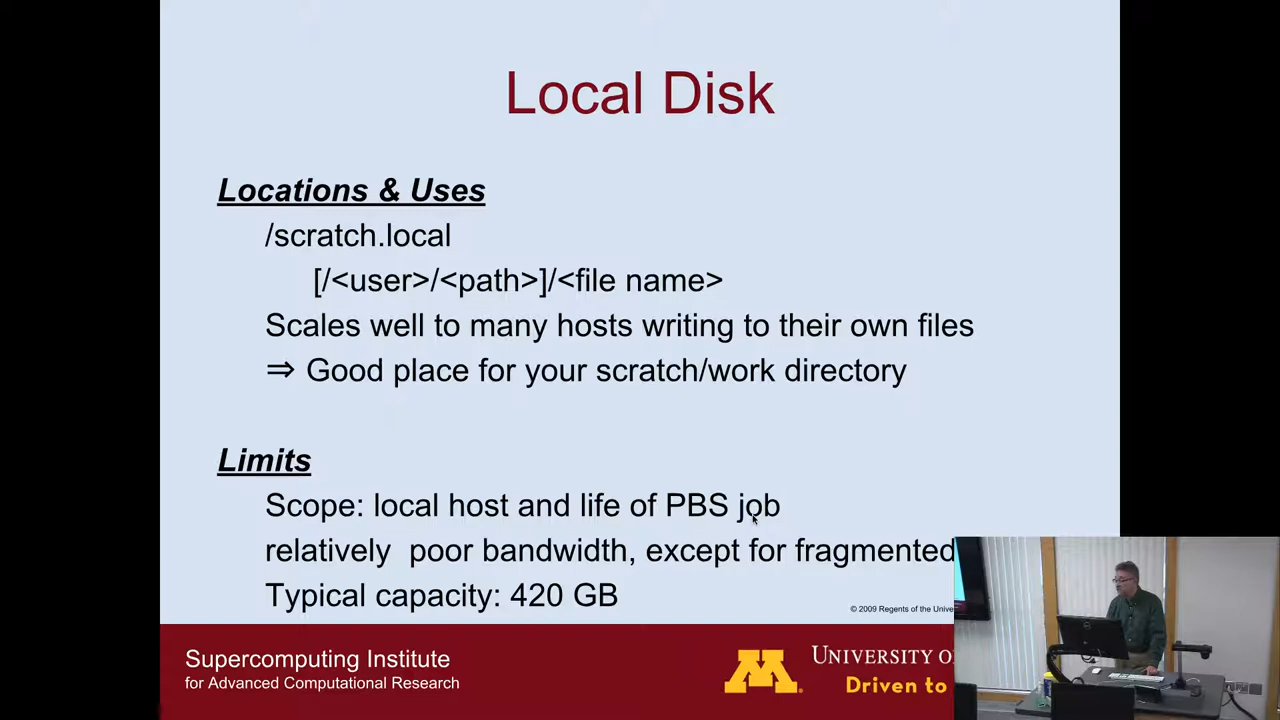 Local Disk
Locations & Uses
/scratch.local
[/<user>/<path>]/<file name>
Scales well to many hosts writing to their own files
⇒ Good place for your scratch/work directory
Limits
Scope: local host and life of PBS job
relatively  poor bandwidth, except for fragmented
Typical capacity: 420 GB
© 2009 Regents of the
Supercomputing Institute
for Advanced Computational Research
M
UNIVERSITY
Driven to